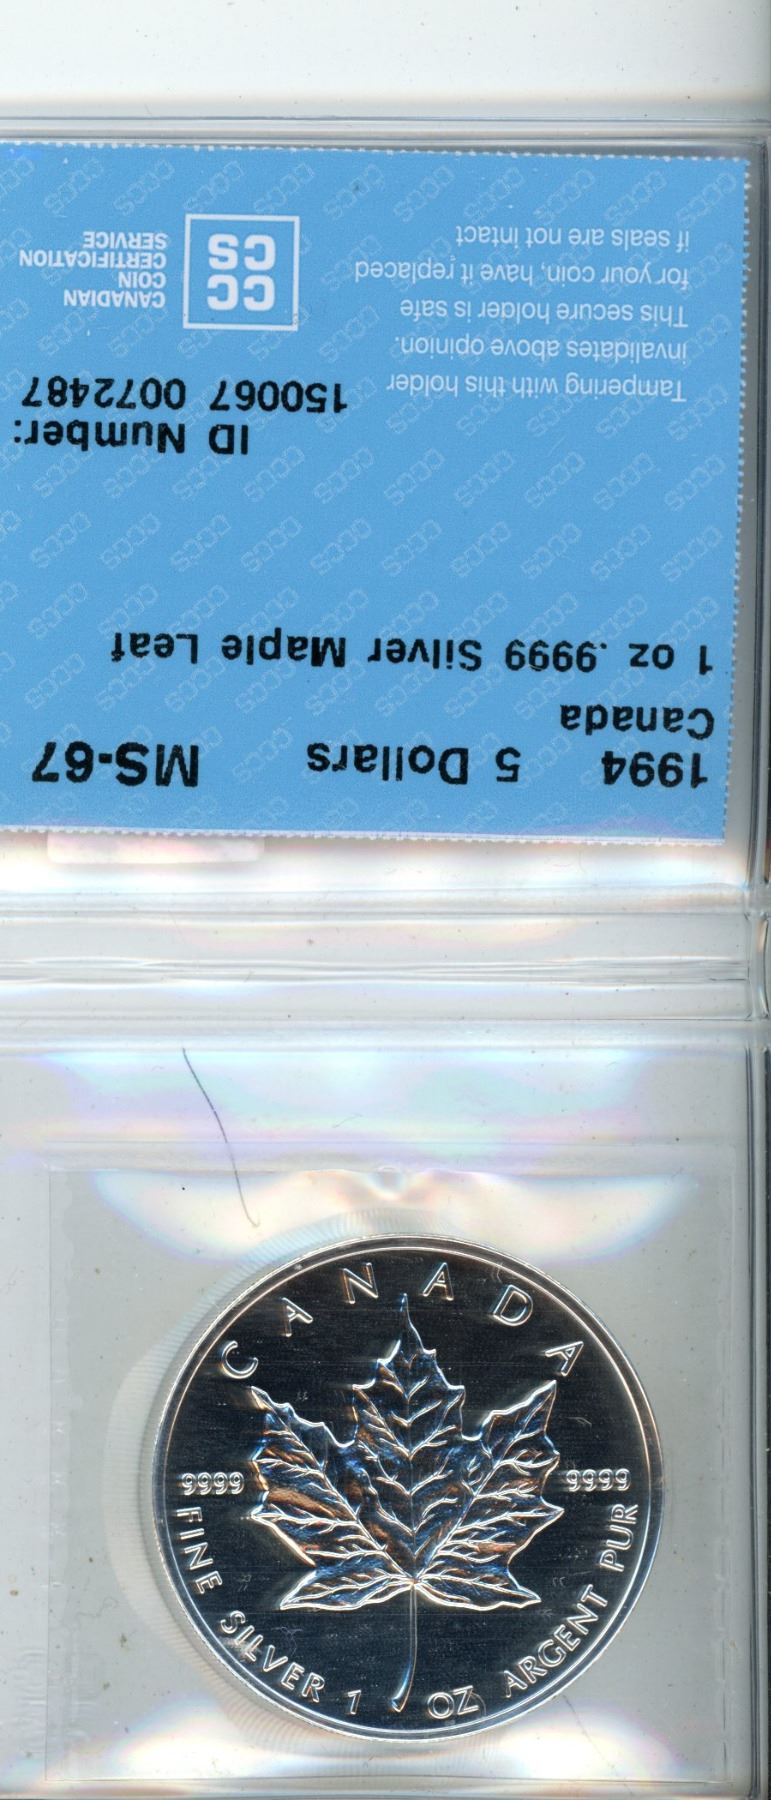 1994 5 Dollars MS-67
Canada
1 oz .9999 Silver Maple Leaf
ID Number:
150067 0072487
Tampering with this holder
invalidates above opinion.
This secure holder is safe
for your coin, have it replaced
if seals are not intact
CC
CS
CANADIAN
COIN
CERTIFICATION
SERVICE
CANADA
9999 9999
FINE SILVER 1 OZ ARGENT PUR